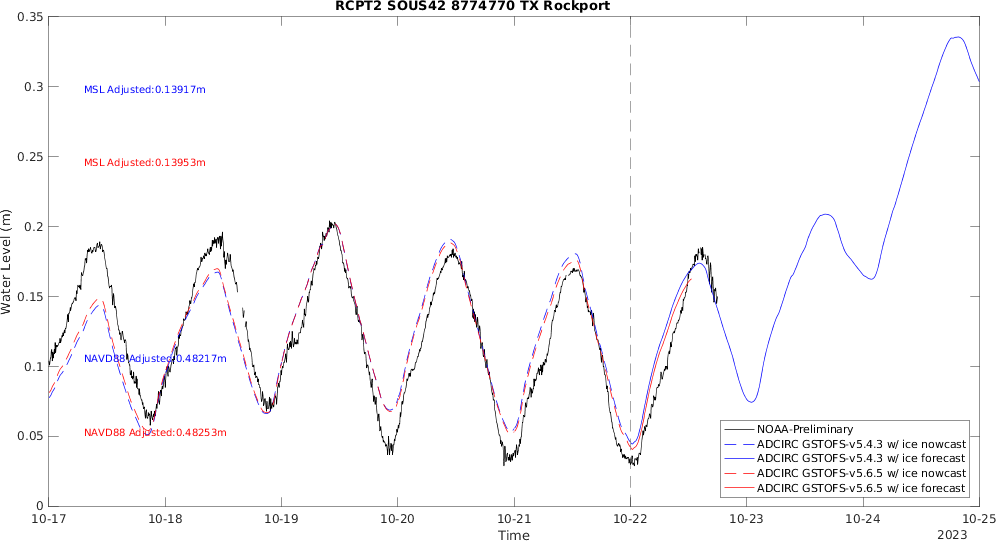 RCPT2 SOUS42 8774770 TX Rockport
Water Level (m)
0.35
0.3
0.25
0.2
0.15
0.1
0.05
0
MSL Adjusted:0.13917m
MSL Adjusted:0.13953m
NAVD88 Adjusted:0.48217m
NAVD88 Adjusted:0.48253m
NOAA-Preliminary
ADCIRC GSTOFS-v5.4.3 w/ ice nowcast
ADCIRC GSTOFS-v5.4.3 w/ ice forecast
ADCIRC GSTOFS-v5.6.5 w/ ice nowcast
ADCIRC GSTOFS-v5.6.5 w/ ice forecast
10-17 10-18 10-19 10-20 10-21 10-22 10-23 10-24 10-25
Time
2023